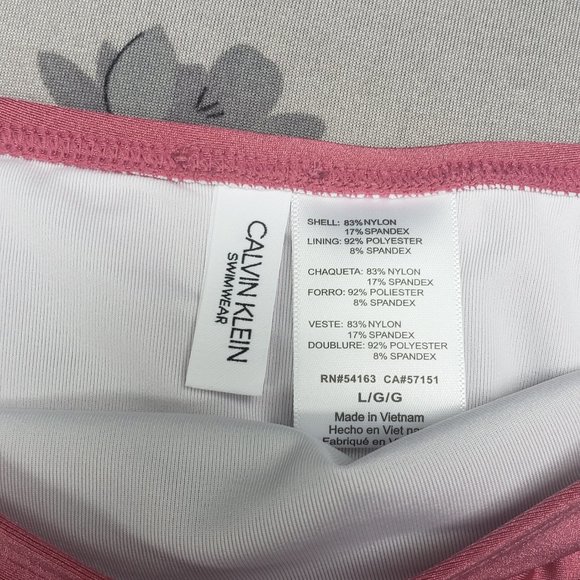 CALVIN KLEIN
SWIMWEAR
SHELL: 83%NYLON
17% SPANDEX
LINING: 92% POLYESTER
8% SPANDEX
CHAQUETA: 83% NYLON
17% SPANDEX
FORRO: 92% POLIESTER
8% SPANDEX
VESTE: 83% NYLON
17% SPANDEX
DOUBLURE: 92% POLYESTER
8% SPANDEX
RN#54163 CA#57151
L/G/G
Made in Vietnam
Hecho en Viet na
Fabriqué en V